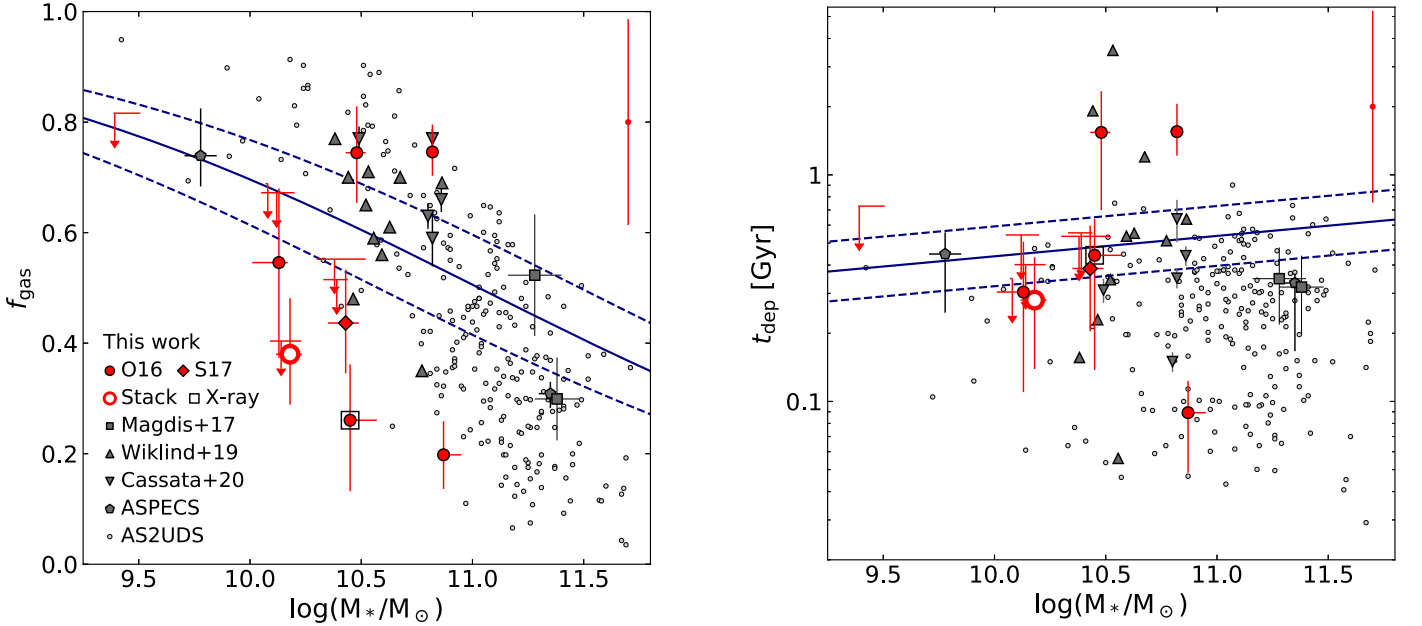 1.0
0.8
0.6
0.4
0.2
0.0
f_gas
This work
O16 S17
Stack X-ray
Magdis+17
Wiklind+19
Cassata+20
ASPECS
AS2UDS
9.5 10.0 10.5 11.0 11.5
log(M*/M⊙)
1
0.1
t_dep [Gyr]
9.5 10.0 10.5 11.0 11.5
log(M*/M⊙)